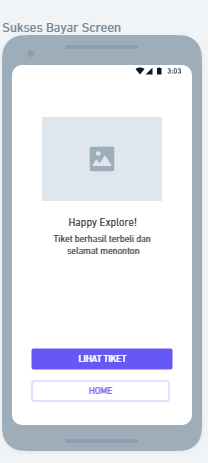 Sukses Bayar Screen
3:03
Happy Explore!
Tiket berhasil terbeli dan
selamat menonton
LIHAT TIKET
HOME